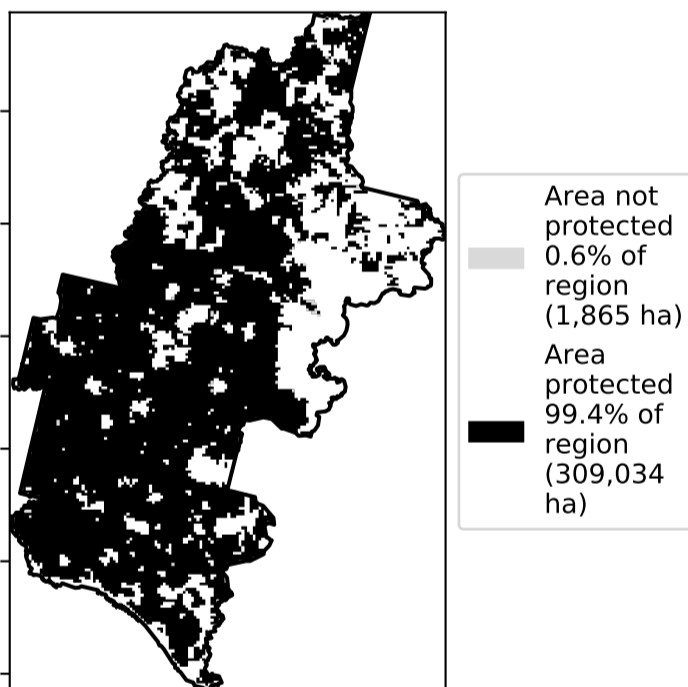 Area not
protected
0.6% of
region
(1,865 ha)
Area
protected
99.4% of
region
(309,034
ha)